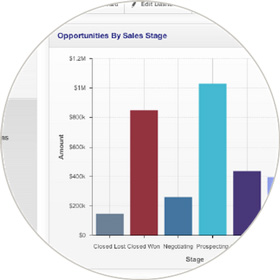 Edit
Opportunities By Sales Stage
$1.2M
$1M
$800k
$600k
$400k
$200k
$0
Amount
Closed Lost Closed Won Negotiating Prospecting
Stage